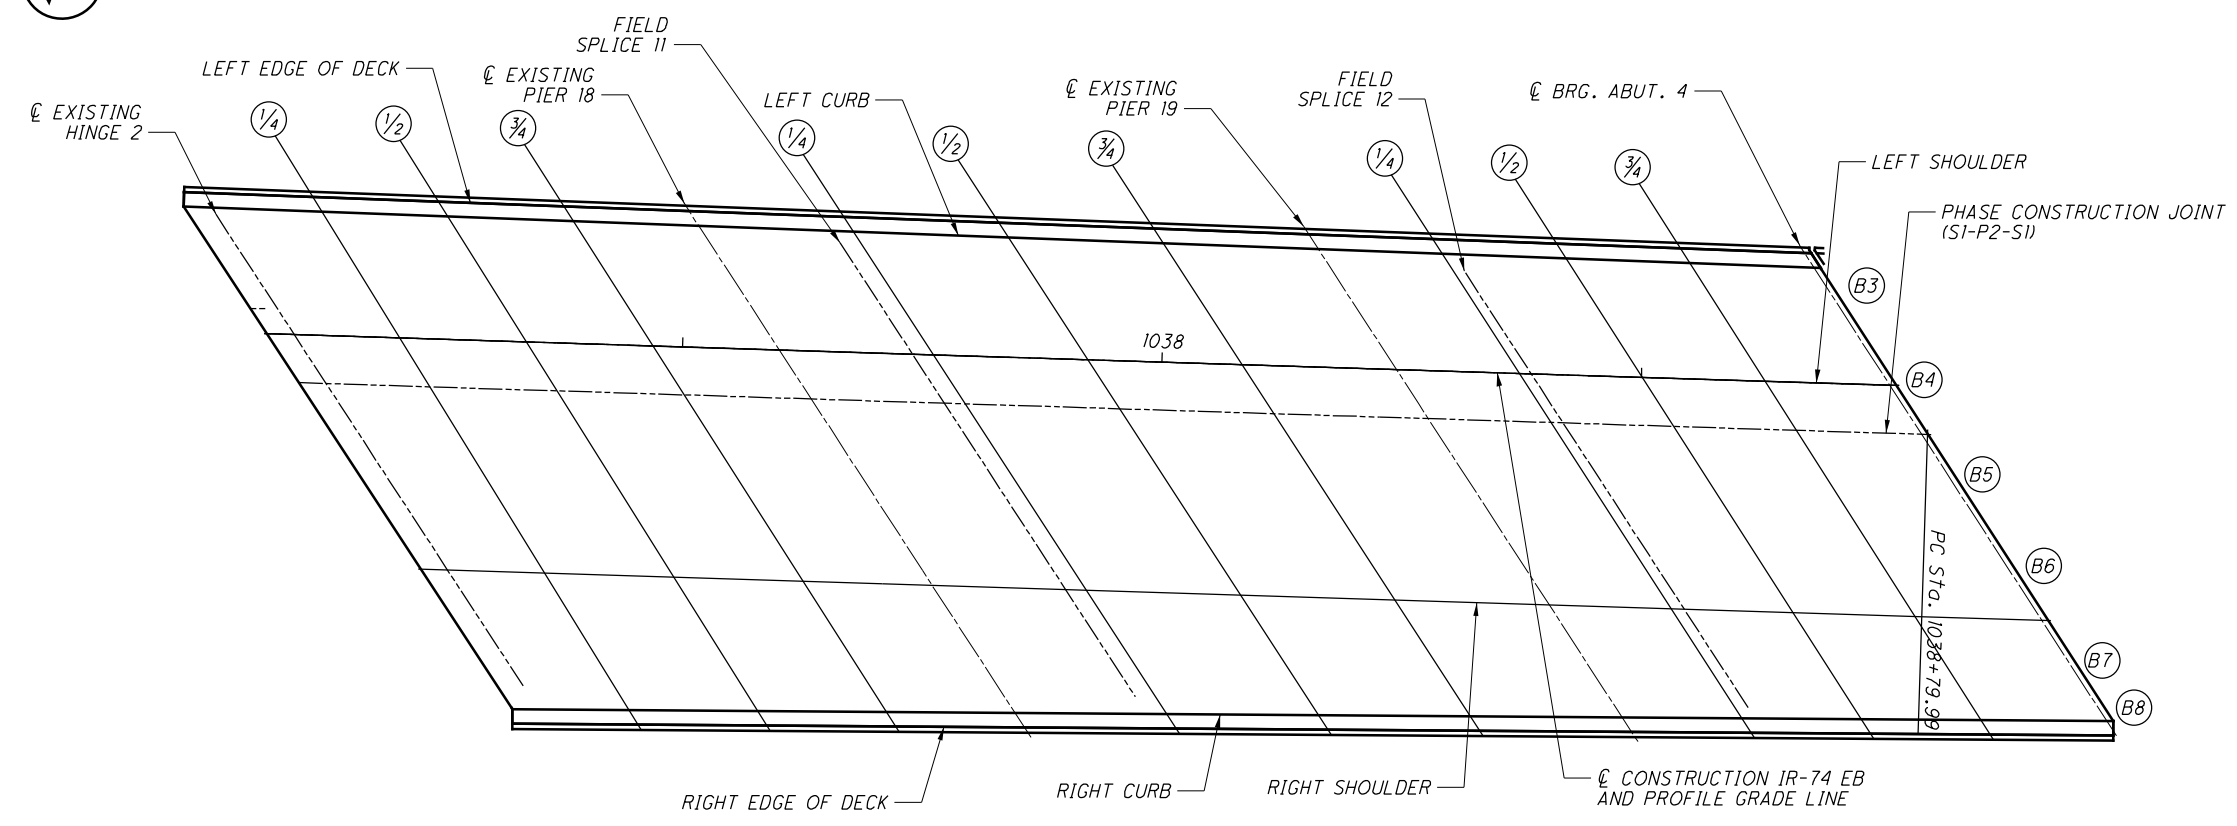 FIELD
SPLICE 11
LEFT EDGE OF DECK
℄ EXISTING
PIER 18
LEFT CURB
℄ EXISTING
PIER 19
FIELD
SPLICE 12
℄ BRG. ABUT. 4
℄ EXISTING
HINGE 2
1/4
1/2
3/4
1/4
1/2
3/4
1/4
1/2
3/4
LEFT SHOULDER
PHASE CONSTRUCTION JOINT
(S1-P2-S1)
B3
1038
B4
B5
PC Sta. 1038+79.99
B6
B7
B8
RIGHT EDGE OF DECK
RIGHT CURB
RIGHT SHOULDER
℄ CONSTRUCTION IR-74 EB
AND PROFILE GRADE LINE